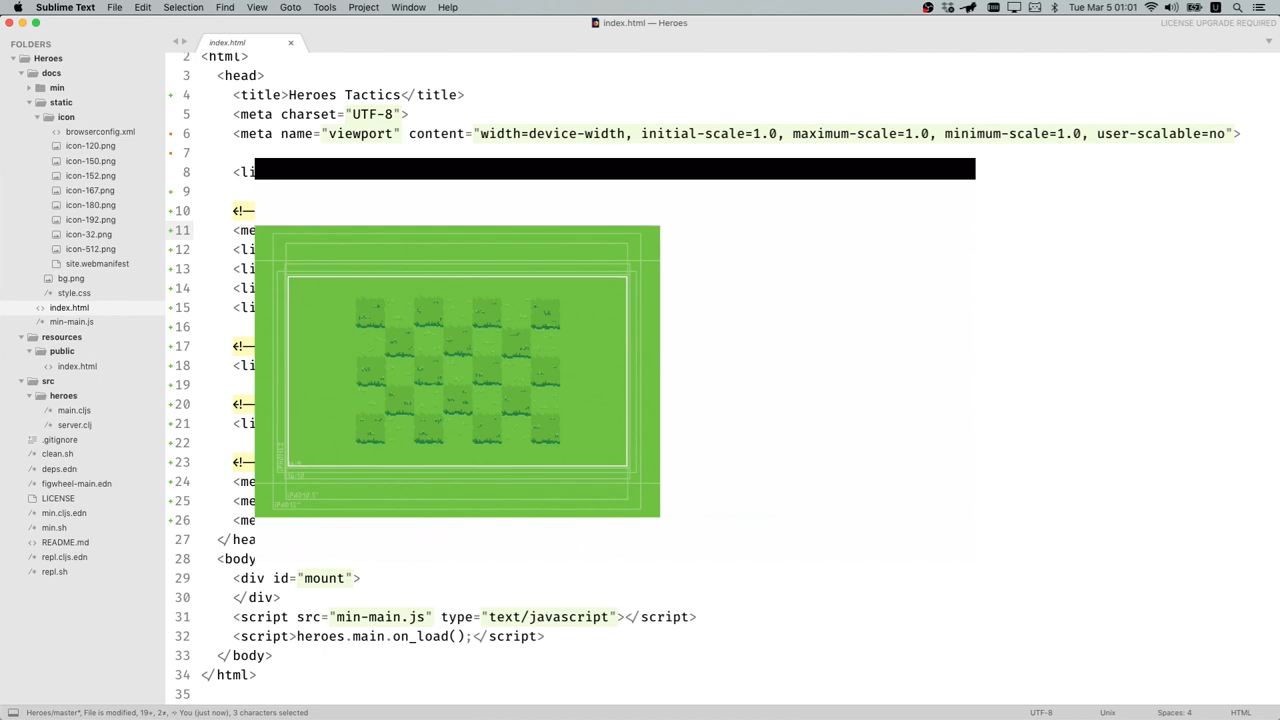 Sublime Text File Edit Selection Find View Goto Tools Project Window Help
Tue Mar 5 01:01
index.html — Heroes
LICENSE UPGRADE REQUIRED
FOLDERS
Heroes
docs
min
static
icon
browserconfig.xml
icon-120.png
icon-150.png
icon-152.png
icon-167.png
icon-180.png
icon-192.png
icon-32.png
icon-512.png
site.webmanifest
bg.png
style.css
index.html
min-main.js
resources
public
index.html
src
heroes
main.cljs
server.clj
.gitignore
clean.sh
deps.edn
figwheel-main.edn
LICENSE
min.cljs.edn
min.sh
README.md
repl.cljs.edn
repl.sh
index.html
2 <html>
3 <head>
4 <title>Heroes Tactics</title>
5 <meta charset="UTF-8">
6 <meta name="viewport" content="width=device-width, initial-scale=1.0, maximum-scale=1.0, minimum-scale=1.0, user-scalable=no">
7
8 <li
9
10 <!--
11 <me
12 <li
13 <li
14 <li
15 <li
16
17 <!--
18 <li
19
20 <!--
21 <li
22
23 <!--
24 <me
25 <me
26 <me
27 </hea
28 <body
29 <div id="mount">
30 </div>
31 <script src="min-main.js" type="text/javascript"></script>
32 <script>heroes.main.on_load();</script>
33 </body>
34 </html>
35
Heroes/master*, File is modified, 19+, 2≠, ⇢ You (just now), 3 characters selected
UTF-8
Unix
Spaces: 4
HTML